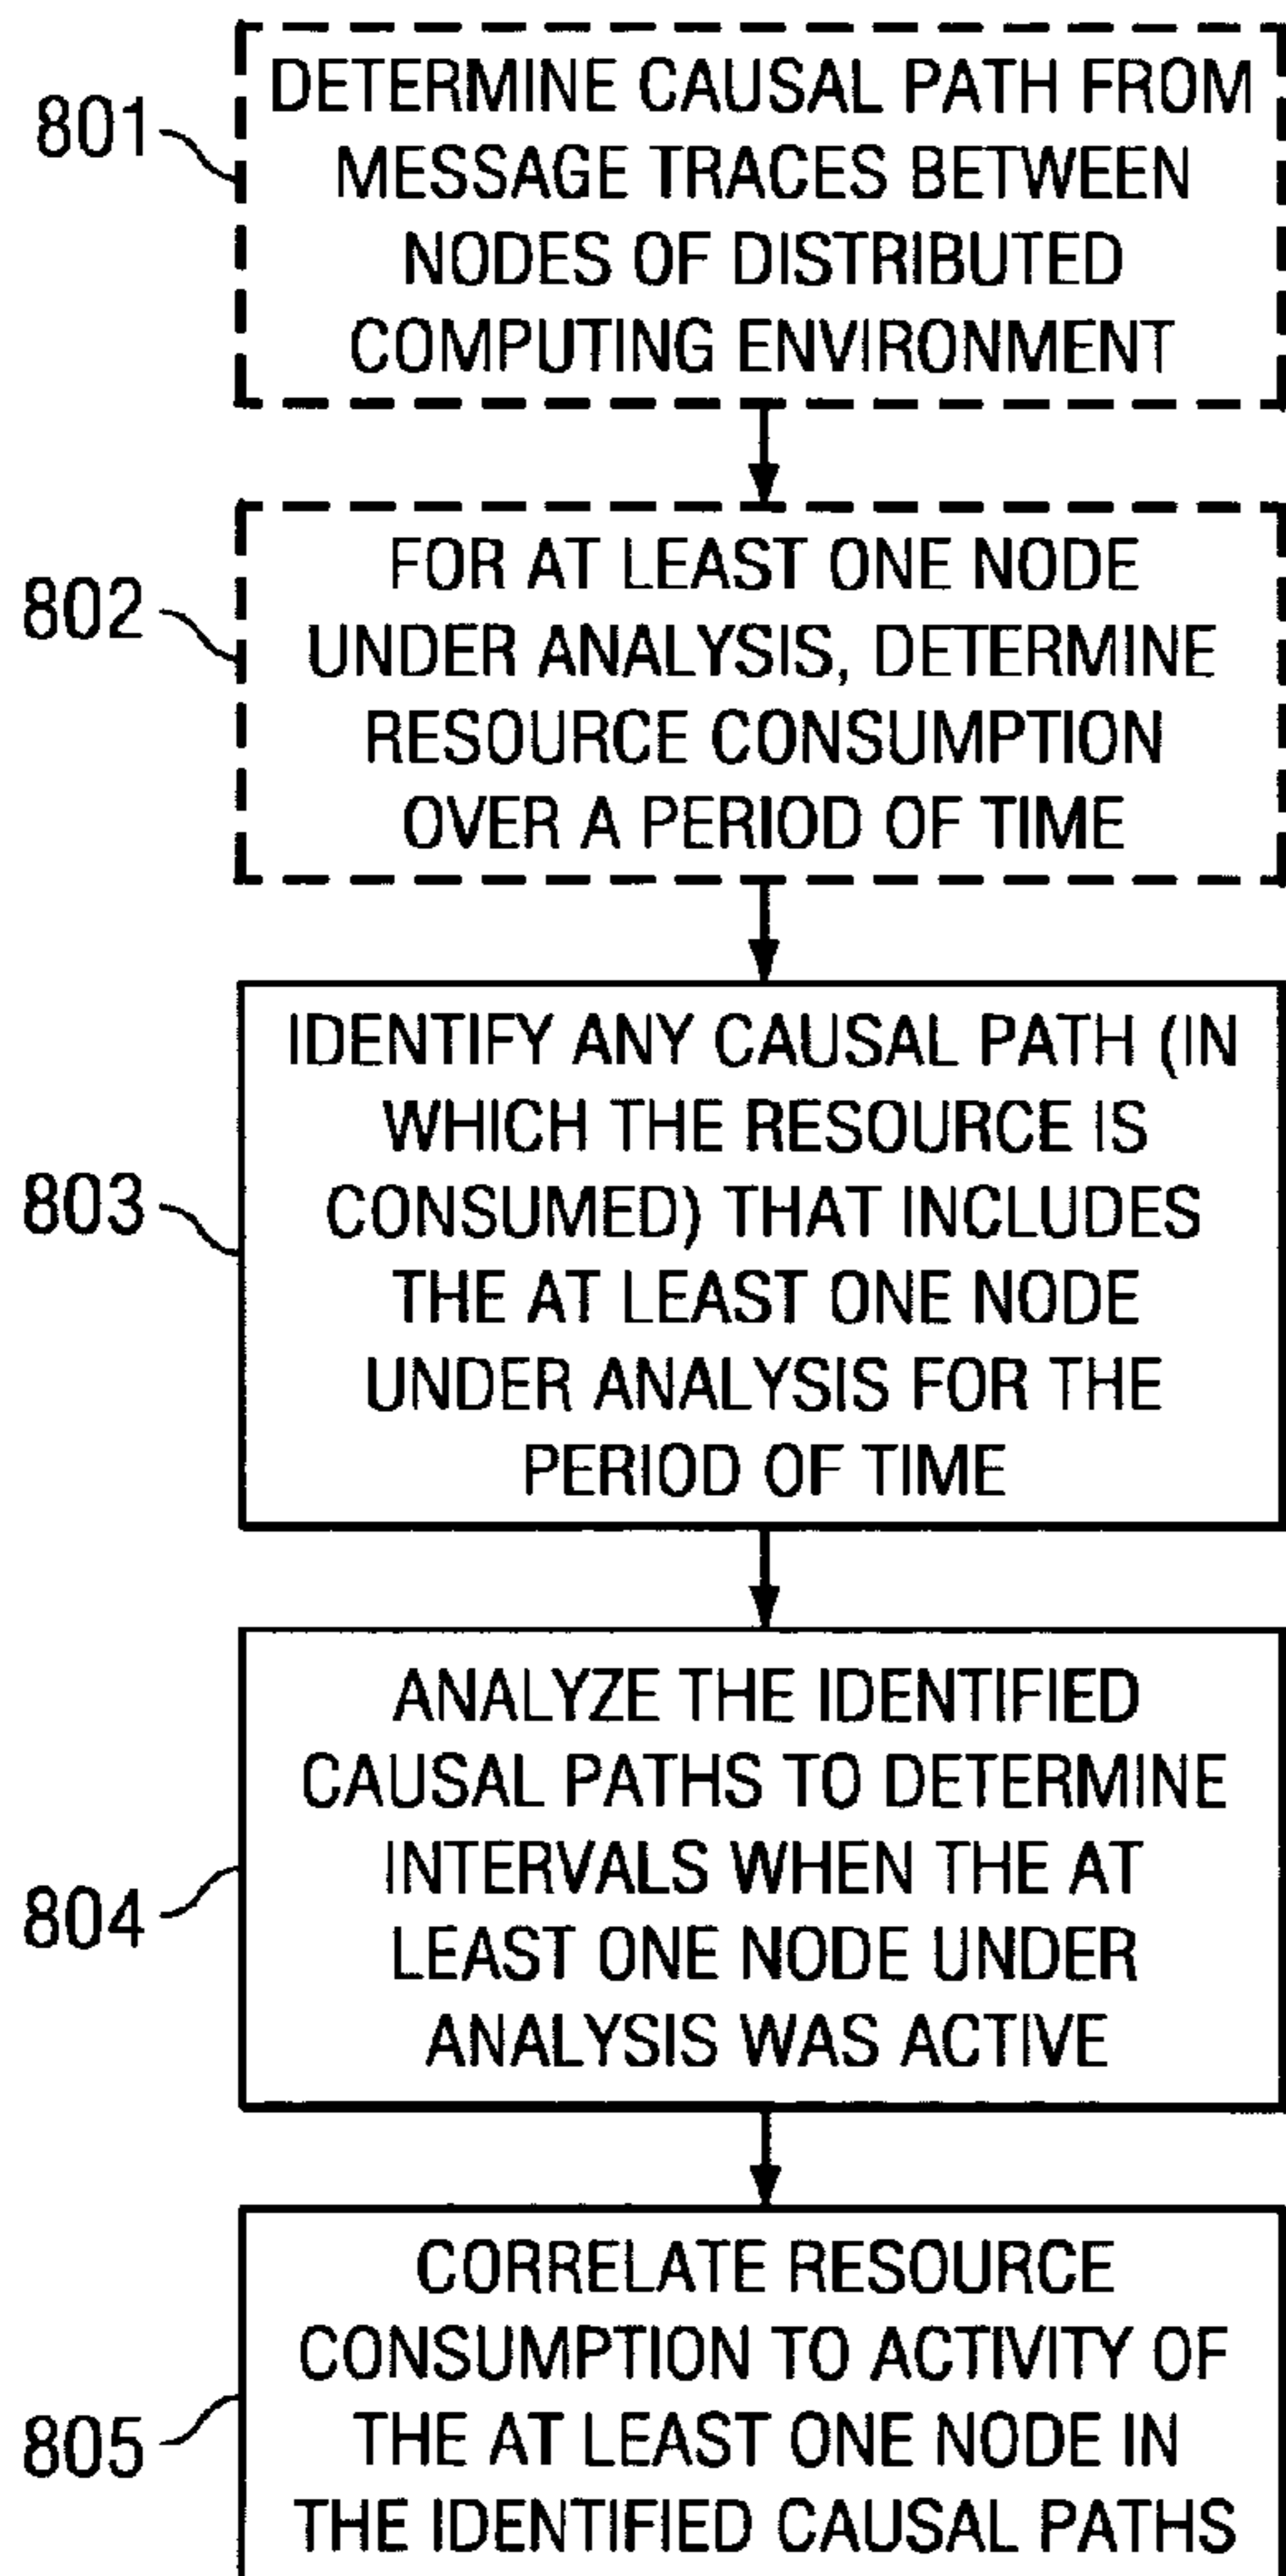 801
DETERMINE CAUSAL PATH FROM
MESSAGE TRACES BETWEEN
NODES OF DISTRIBUTED
COMPUTING ENVIRONMENT
802
FOR AT LEAST ONE NODE
UNDER ANALYSIS, DETERMINE
RESOURCE CONSUMPTION
OVER A PERIOD OF TIME
803
IDENTIFY ANY CAUSAL PATH (IN
WHICH THE RESOURCE IS
CONSUMED) THAT INCLUDES
THE AT LEAST ONE NODE
UNDER ANALYSIS FOR THE
PERIOD OF TIME
804
ANALYZE THE IDENTIFIED
CAUSAL PATHS TO DETERMINE
INTERVALS WHEN THE AT
LEAST ONE NODE UNDER
ANALYSIS WAS ACTIVE
805
CORRELATE RESOURCE
CONSUMPTION TO ACTIVITY OF
THE AT LEAST ONE NODE IN
THE IDENTIFIED CAUSAL PATHS